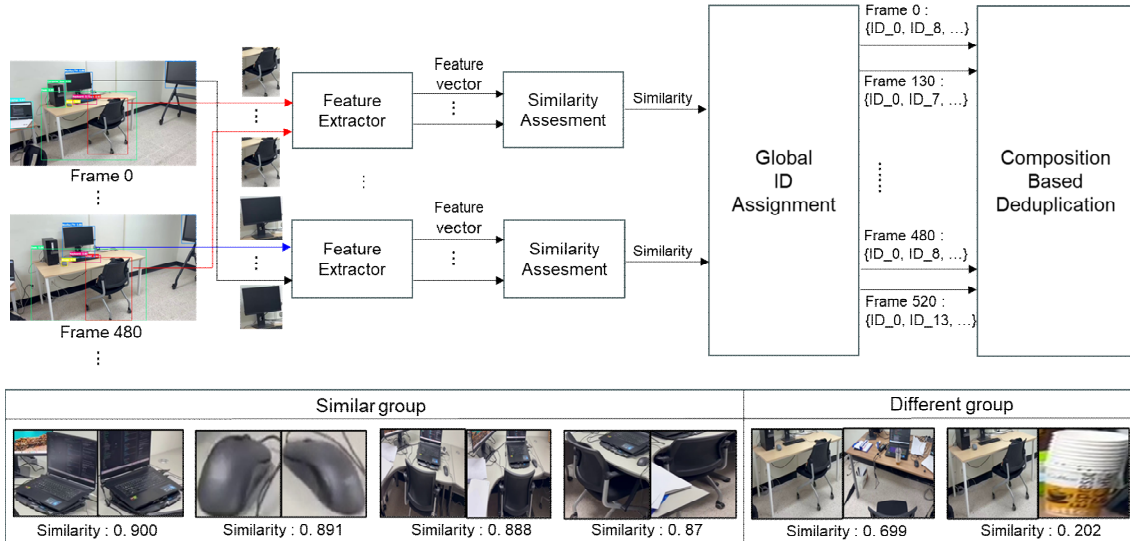 Frame 0
Frame 480
Feature
Extractor
Feature
vector
Similarity
Assesment
Similarity
Feature
Extractor
Feature
vector
Similarity
Assesment
Similarity
Global
ID
Assignment
Frame 0 :
{ID_0, ID_8, …}
Frame 130 :
{ID_0, ID_7, …}
Frame 480 :
{ID_0, ID_8, …}
Frame 520 :
{ID_0, ID_13, …}
Composition
Based
Deduplication
Similar group
Different group
Similarity : 0. 900
Similarity : 0. 891
Similarity : 0. 888
Similarity : 0. 87
Similarity : 0. 699
Similarity : 0. 202